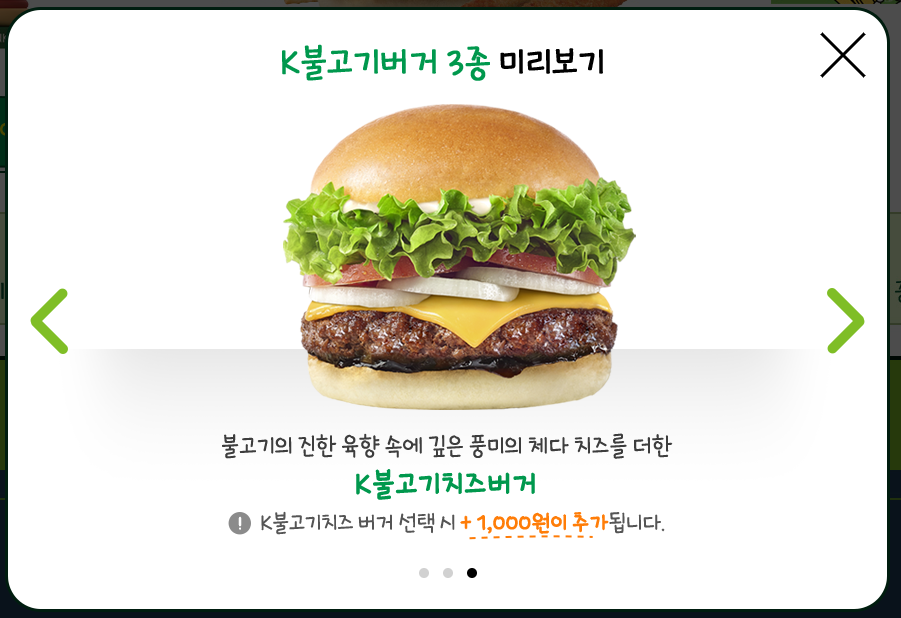 K불고기버거 3종 미리보기
불고기의 진한 육향 속에 깊은 풍미의 체다 치즈를 더한
K불고기치즈버거
! K불고기치즈 버거 선택 시 + 1,000원이 추가됩니다.